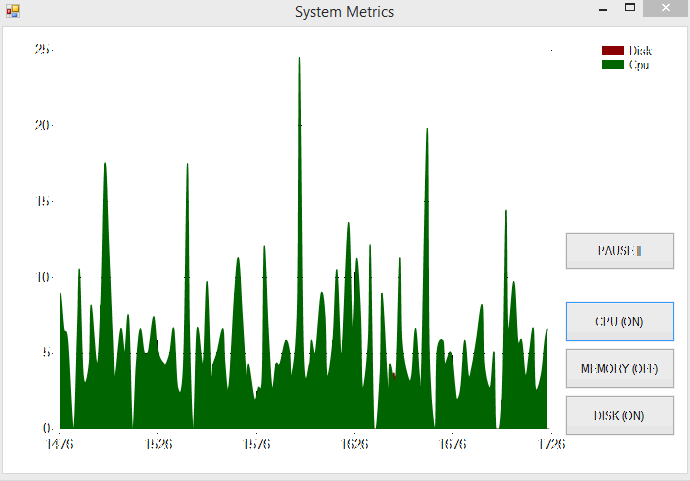 System Metrics
25
Disk
Cpu
20
15
PAUSE
10
CPU (ON)
5
MEMORY (OFF)
DISK (ON)
0
1476 1526 1576 1626 1676 1726